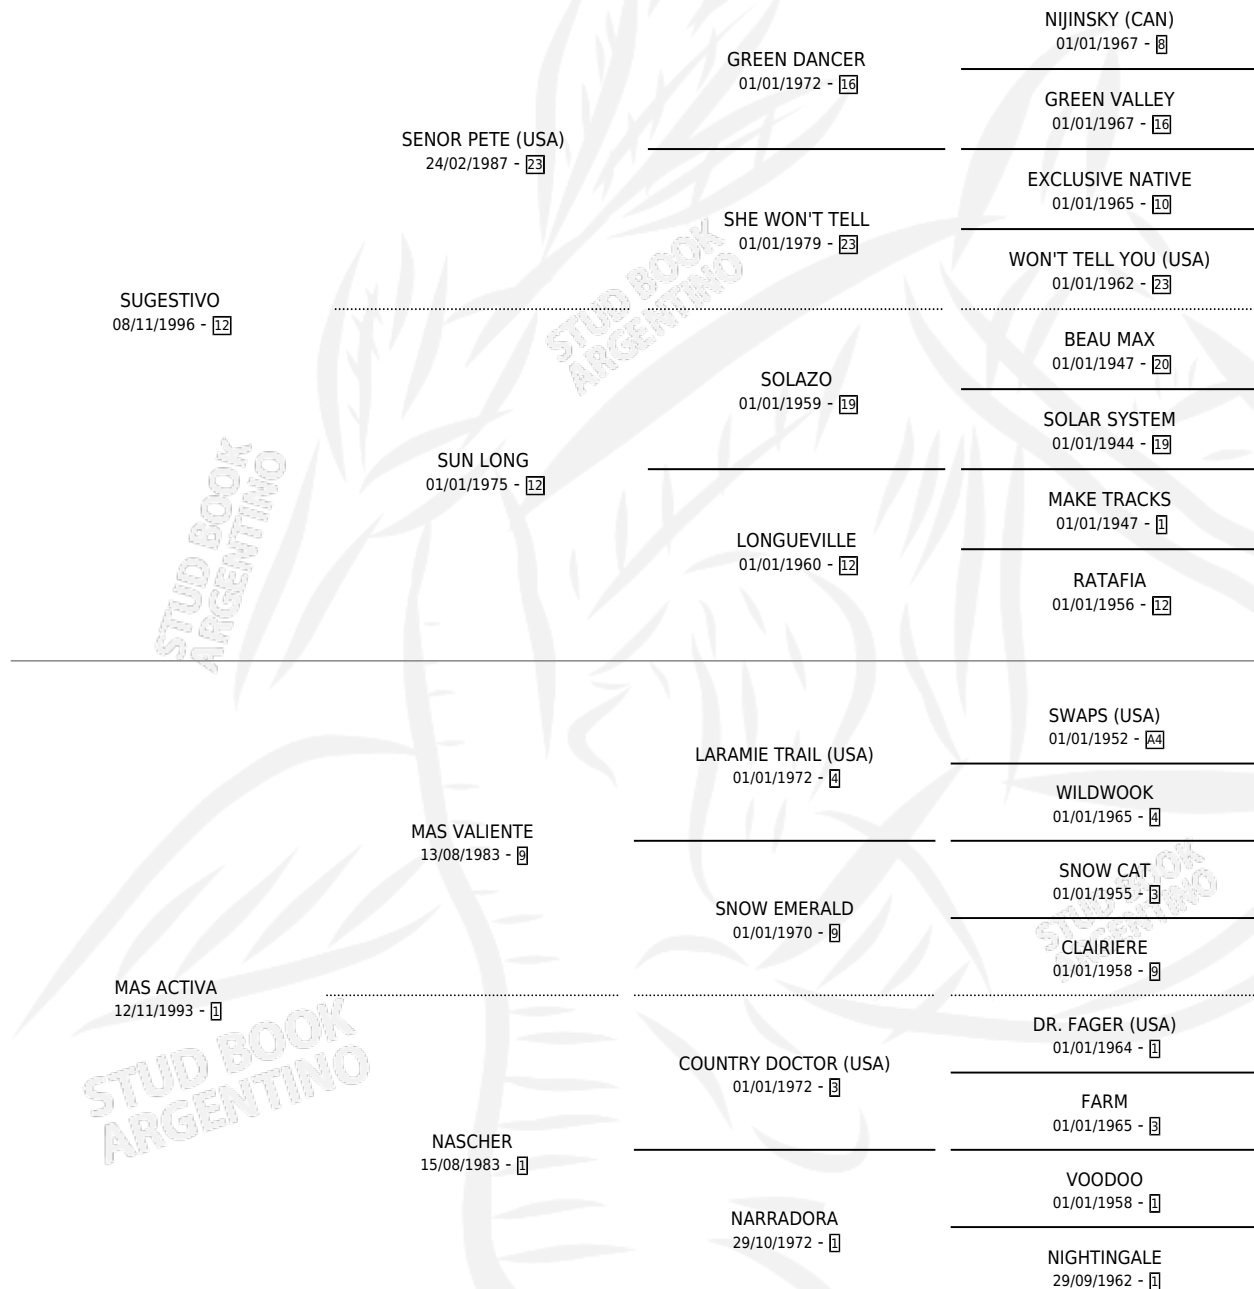 SUGESTIVO
08/11/1996 - 12
SENOR PETE (USA)
24/02/1987 - 23
GREEN DANCER
01/01/1972 - 16
NIJINSKY (CAN)
01/01/1967 - 8
GREEN VALLEY
01/01/1967 - 16
SHE WON'T TELL
01/01/1979 - 23
EXCLUSIVE NATIVE
01/01/1965 - 10
WON'T TELL YOU (USA)
01/01/1962 - 23
SUN LONG
01/01/1975 - 12
SOLAZO
01/01/1959 - 19
BEAU MAX
01/01/1947 - 20
SOLAR SYSTEM
01/01/1944 - 19
LONGUEVILLE
01/01/1960 - 12
MAKE TRACKS
01/01/1947 - 1
RATAFIA
01/01/1956 - 12
MAS ACTIVA
12/11/1993 - 1
MAS VALIENTE
13/08/1983 - 9
LARAMIE TRAIL (USA)
01/01/1972 - 4
SWAPS (USA)
01/01/1952 - A4
WILDWOOK
01/01/1965 - 4
SNOW EMERALD
01/01/1970 - 9
SNOW CAT
01/01/1955 - 3
CLAIRIERE
01/01/1958 - 9
NASCHER
15/08/1983 - 1
COUNTRY DOCTOR (USA)
01/01/1972 - 3
DR. FAGER (USA)
01/01/1964 - 1
FARM
01/01/1965 - 3
NARRADORA
29/10/1972 - 1
VOODOO
01/01/1958 - 1
NIGHTINGALE
29/09/1962 - 1
STUD BOOK
ARGENTINO
STUD BOOK
ARGENTINO
STUD BOOK
ARGENTINO
STUD BOOK
ARGENTINO